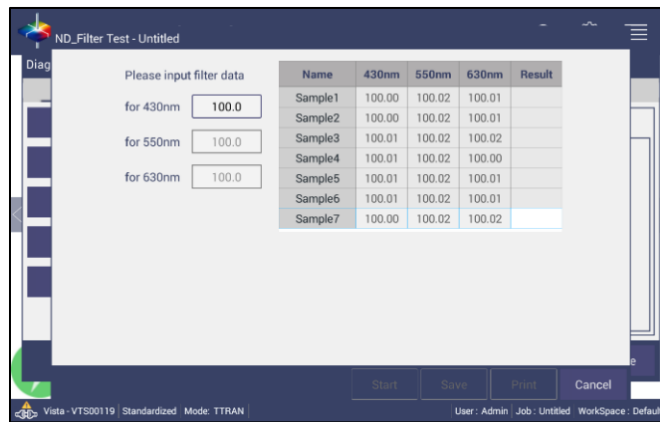 ND_Filter Test - Untitled
Diag
Please input filter data
for 430nm 100.0
for 550nm 100.0
for 630nm 100.0
Name 430nm 550nm 630nm Result
Sample1 100.00 100.02 100.01
Sample2 100.00 100.02 100.01
Sample3 100.01 100.02 100.02
Sample4 100.01 100.02 100.00
Sample5 100.01 100.02 100.01
Sample6 100.01 100.02 100.01
Sample7 100.00 100.02 100.02
e
Start Save Print Cancel
Vista - VTS00119 Standardized Mode: TTRAN User : Admin Job : Untitled WorkSpace : Default